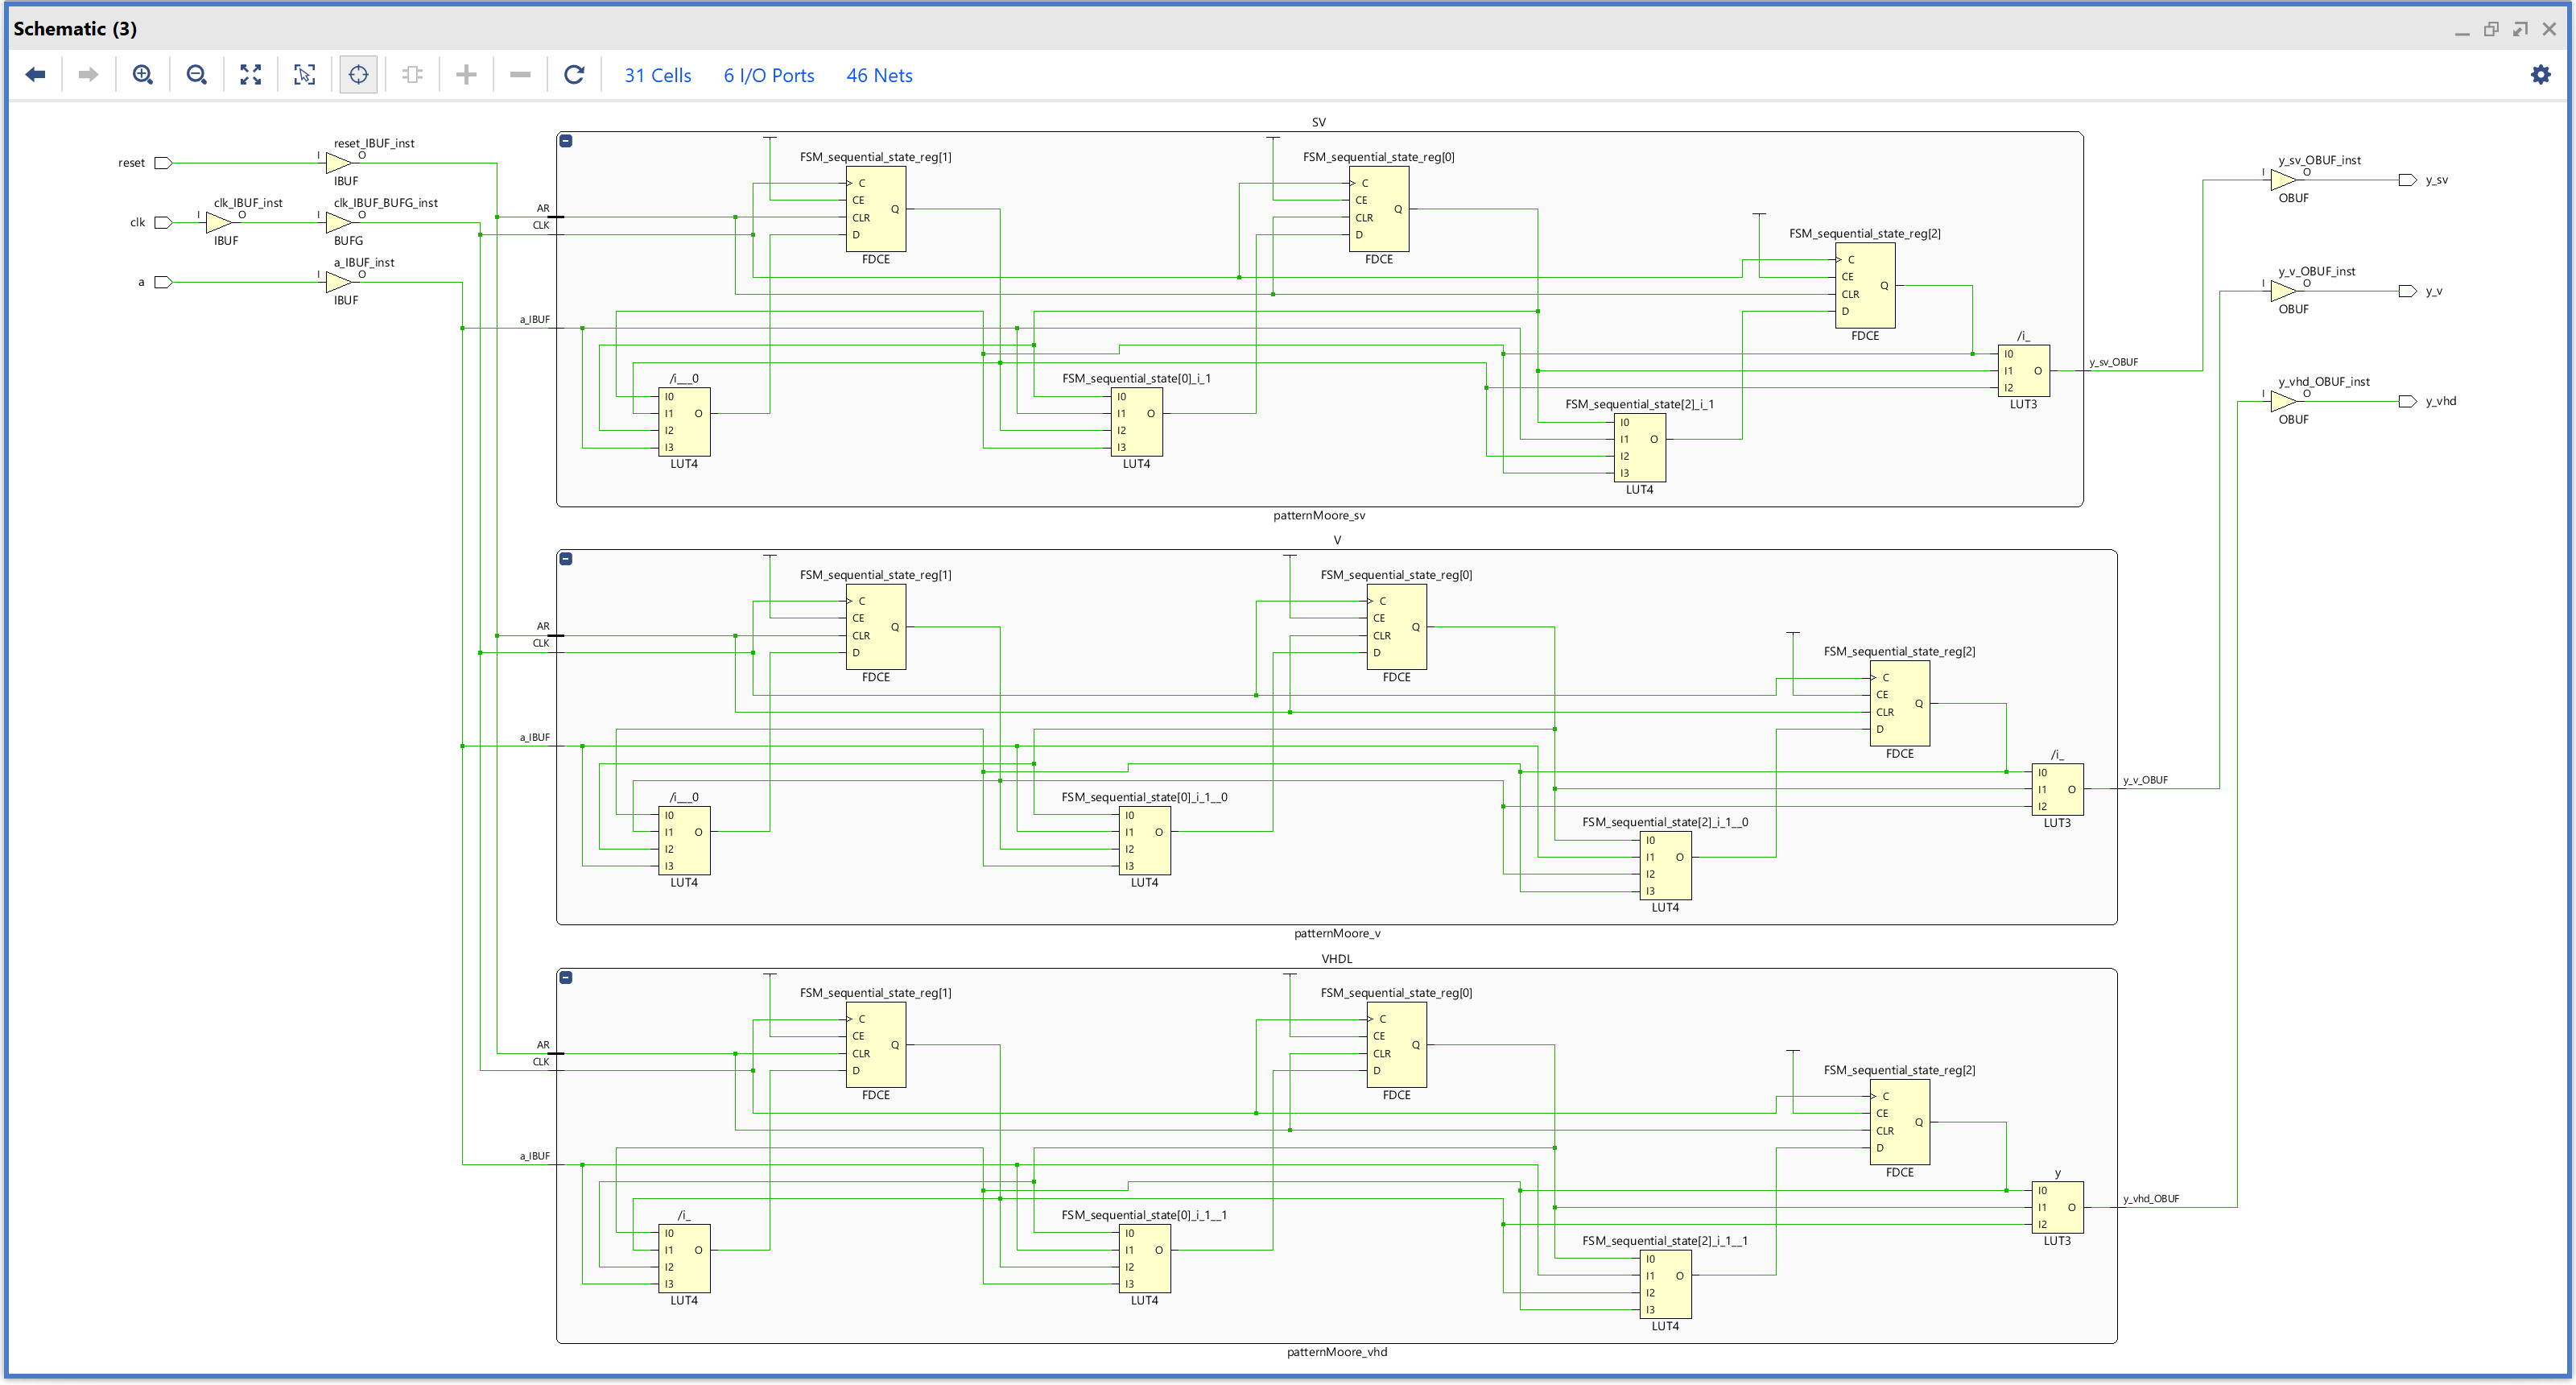 Schematic (3)
31 Cells 6 I/O Ports 46 Nets
SV
reset
I
reset_IBUF_inst
O
IBUF
clk
I
clk_IBUF_inst
O
IBUF
I
clk_IBUF_BUFG_inst
O
BUFG
a
I
a_IBUF_inst
O
IBUF
AR
CLK
a_IBUF
FSM_sequential_state_reg[1]
C
CE
CLR
D
Q
FDCE
FSM_sequential_state_reg[0]
C
CE
CLR
D
Q
FDCE
FSM_sequential_state_reg[2]
C
CE
CLR
D
Q
FDCE
/i___0
I0
I1
I2
I3
O
LUT4
FSM_sequential_state[0]_i_1
I0
I1
I2
I3
O
LUT4
FSM_sequential_state[2]_i_1
I0
I1
I2
I3
O
LUT4
/i_
I0
I1
I2
O
LUT3
y_sv_OBUF
patternMoore_sv
y_sv_OBUF_inst
I
O
OBUF
y_sv
y_v_OBUF_inst
I
O
OBUF
y_v
y_vhd_OBUF_inst
I
O
OBUF
y_vhd
V
AR
CLK
a_IBUF
FSM_sequential_state_reg[1]
C
CE
CLR
D
Q
FDCE
FSM_sequential_state_reg[0]
C
CE
CLR
D
Q
FDCE
FSM_sequential_state_reg[2]
C
CE
CLR
D
Q
FDCE
/i___0
I0
I1
I2
I3
O
LUT4
FSM_sequential_state[0]_i_1__0
I0
I1
I2
I3
O
LUT4
FSM_sequential_state[2]_i_1__0
I0
I1
I2
I3
O
LUT4
/i_
I0
I1
I2
O
LUT3
y_v_OBUF
patternMoore_v
VHDL
AR
CLK
a_IBUF
FSM_sequential_state_reg[1]
C
CE
CLR
D
Q
FDCE
FSM_sequential_state_reg[0]
C
CE
CLR
D
Q
FDCE
FSM_sequential_state_reg[2]
C
CE
CLR
D
Q
FDCE
/i_
I0
I1
I2
I3
O
LUT4
FSM_sequential_state[0]_i_1__1
I0
I1
I2
I3
O
LUT4
FSM_sequential_state[2]_i_1__1
I0
I1
I2
I3
O
LUT4
y
I0
I1
I2
O
LUT3
y_vhd_OBUF
patternMoore_vhd